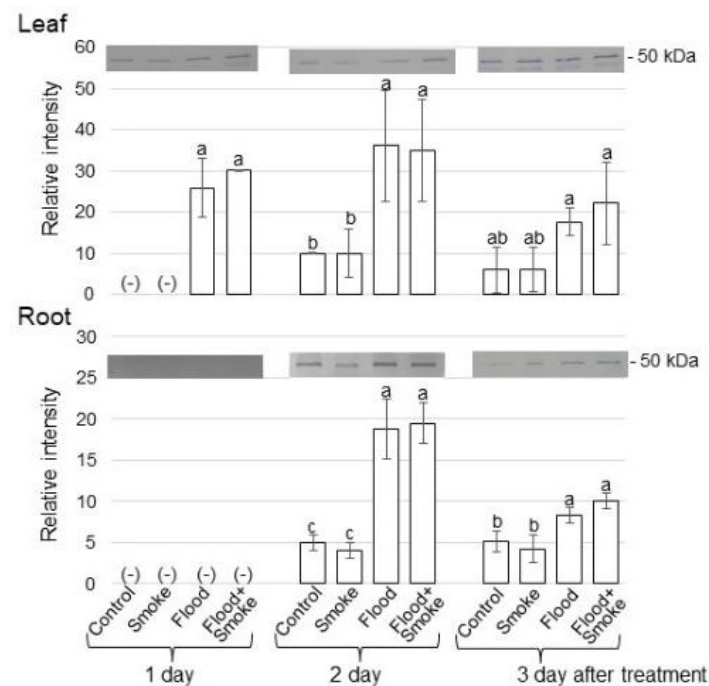 Leaf
60
50
40
30
20
10
0
Relative intensity
- 50 kDa
a a
(-) (-)
b b a a
ab ab a a
Root
30
25
20
15
10
5
0
Relative intensity
- 50 kDa
(-) (-) (-) (-)
c c a a
b b a a
Control Smoke Flood Flood+ Smoke
Control Smoke Flood Flood+ Smoke
Control Smoke Flood Flood+ Smoke
1 day 2 day 3 day after treatment